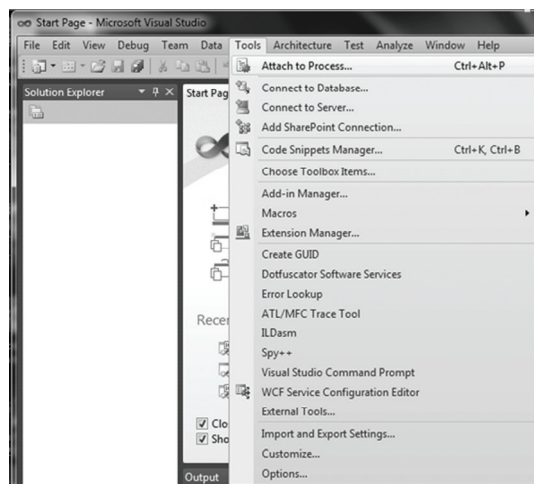 Start Page - Microsoft Visual Studio
File Edit View Debug Team Data Tools Architecture Test Analyze Window Help
Solution Explorer
Start Pag
Attach to Process... Ctrl+Alt+P
Connect to Database...
Connect to Server...
Add SharePoint Connection...
Code Snippets Manager... Ctrl+K, Ctrl+B
Choose Toolbox Items...
Add-in Manager...
Macros
Extension Manager...
Create GUID
Dotfuscator Software Services
Error Lookup
ATL/MFC Trace Tool
ILDasm
Spy++
Visual Studio Command Prompt
WCF Service Configuration Editor
External Tools...
Import and Export Settings...
Customize...
Options...
Recer
Clo
Sho
Output